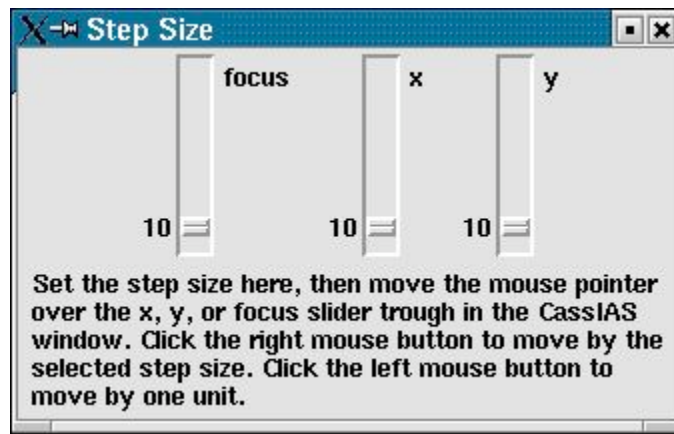 Step Size
focus
x
y
10
10
10
Set the step size here, then move the mouse pointer
over the x, y, or focus slider trough in the CassIAS
window. Click the right mouse button to move by the
selected step size. Click the left mouse button to
move by one unit.